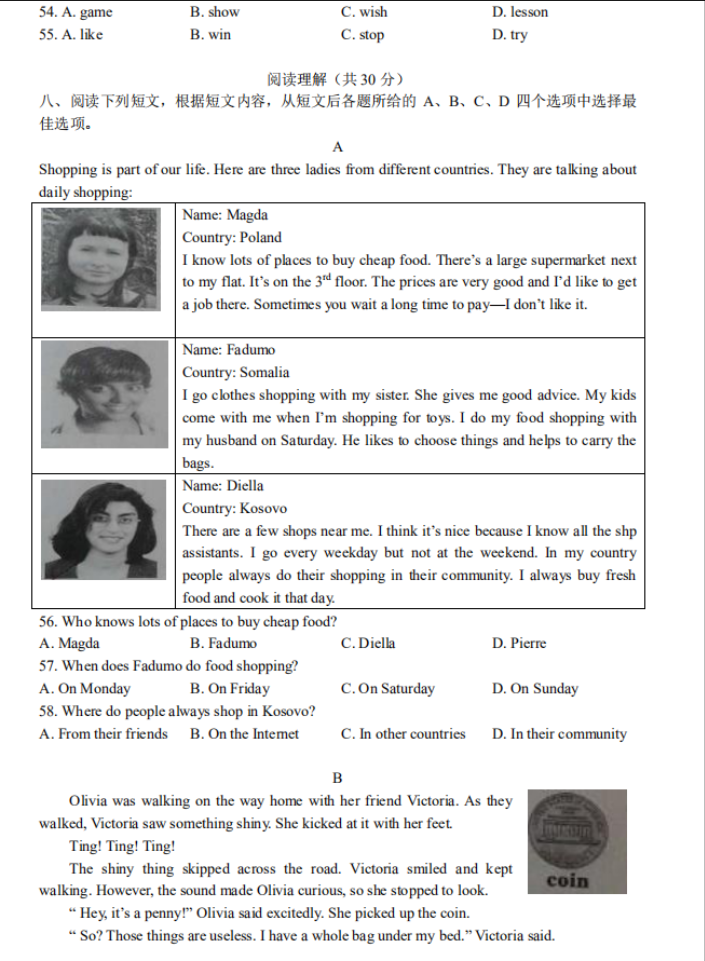 54. A. game B. show C. wish D. lesson
55. A. like B. win C. stop D. try
阅读理解（共 30 分）
八、阅读下列短文，根据短文内容，从短文后各题所给的 A、B、C、D 四个选项中选择最
佳选项。
A
Shopping is part of our life. Here are three ladies from different countries. They are talking about
daily shopping:
Name: Magda
Country: Poland
I know lots of places to buy cheap food. There's a large supermarket next
to my flat. It's on the 3rd floor. The prices are very good and I'd like to get
a job there. Sometimes you wait a long time to pay—I don't like it.
Name: Fadumo
Country: Somalia
I go clothes shopping with my sister. She gives me good advice. My kids
come with me when I'm shopping for toys. I do my food shopping with
my husband on Saturday. He likes to choose things and helps to carry the
bags.
Name: Diella
Country: Kosovo
There are a few shops near me. I think it's nice because I know all the shp
assistants. I go every weekday but not at the weekend. In my country
people always do their shopping in their community. I always buy fresh
food and cook it that day.
56. Who knows lots of places to buy cheap food?
A. Magda B. Fadumo C. Diella D. Pierre
57. When does Fadumo do food shopping?
A. On Monday B. On Friday C. On Saturday D. On Sunday
58. Where do people always shop in Kosovo?
A. From their friends B. On the Internet C. In other countries D. In their community
B
Olivia was walking on the way home with her friend Victoria. As they
walked, Victoria saw something shiny. She kicked at it with her feet.
Ting! Ting! Ting!
The shiny thing skipped across the road. Victoria smiled and kept
walking. However, the sound made Olivia curious, so she stopped to look.
coin
“ Hey, it's a penny!” Olivia said excitedly. She picked up the coin.
“ So? Those things are useless. I have a whole bag under my bed.” Victoria said.